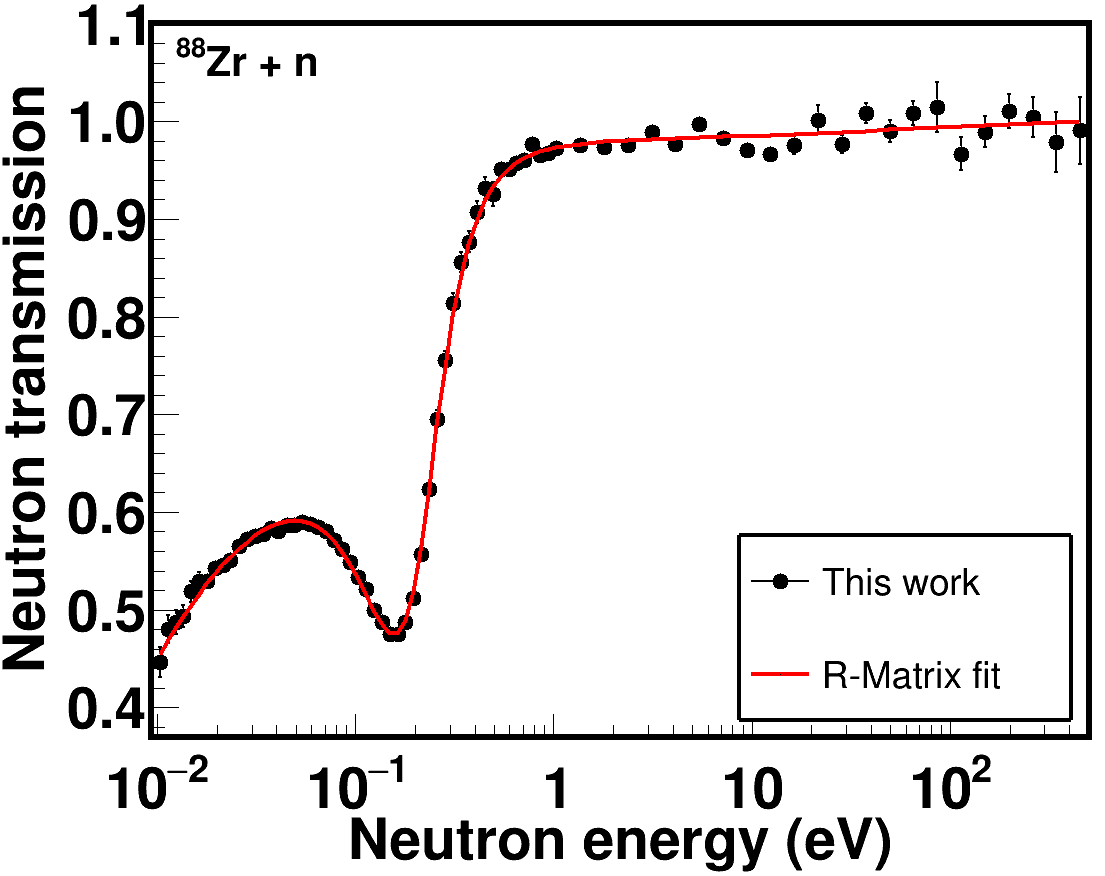 1.1
1.0
0.9
0.8
0.7
0.6
0.5
0.4
Neutron transmission
⁸⁸Zr + n
This work
R-Matrix fit
10⁻² 10⁻¹ 1 10 10²
Neutron energy (eV)